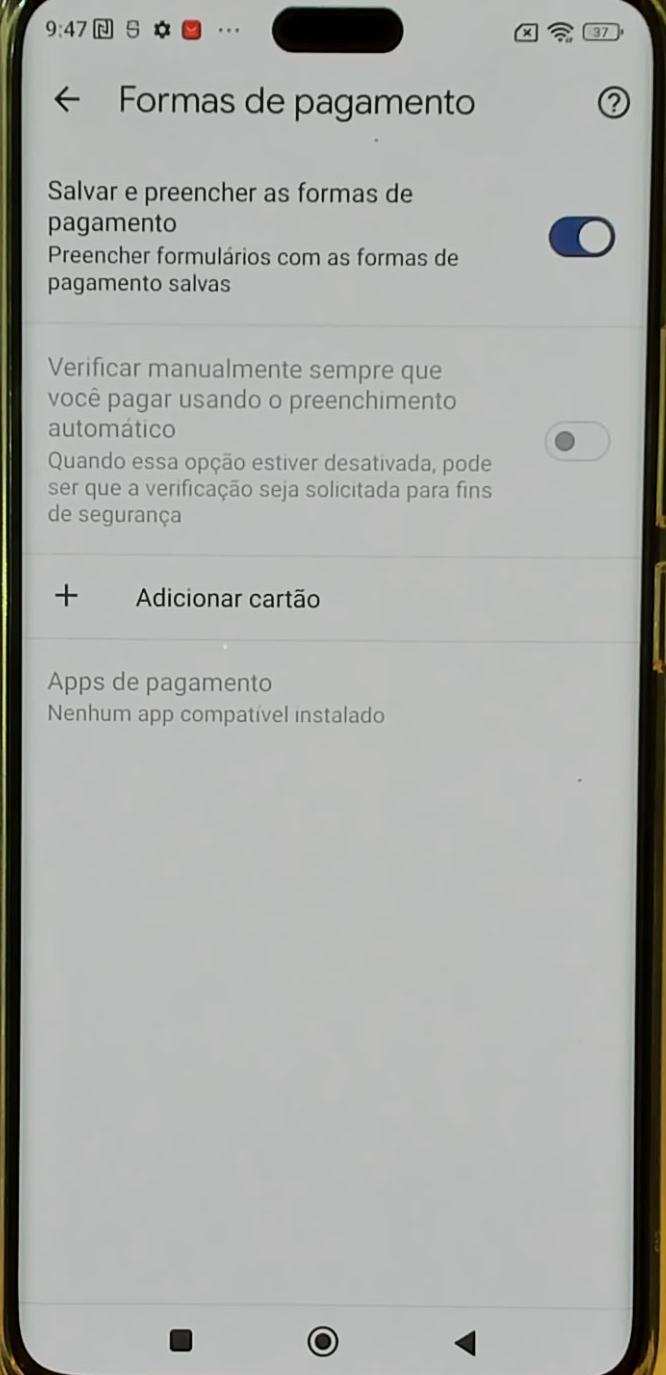 9:47
37
Formas de pagamento
Salvar e preencher as formas de
pagamento
Preencher formulários com as formas de
pagamento salvas
Verificar manualmente sempre que
você pagar usando o preenchimento
automático
Quando essa opção estiver desativada, pode
ser que a verificação seja solicitada para fins
de segurança
+ Adicionar cartão
Apps de pagamento
Nenhum app compatível instalado